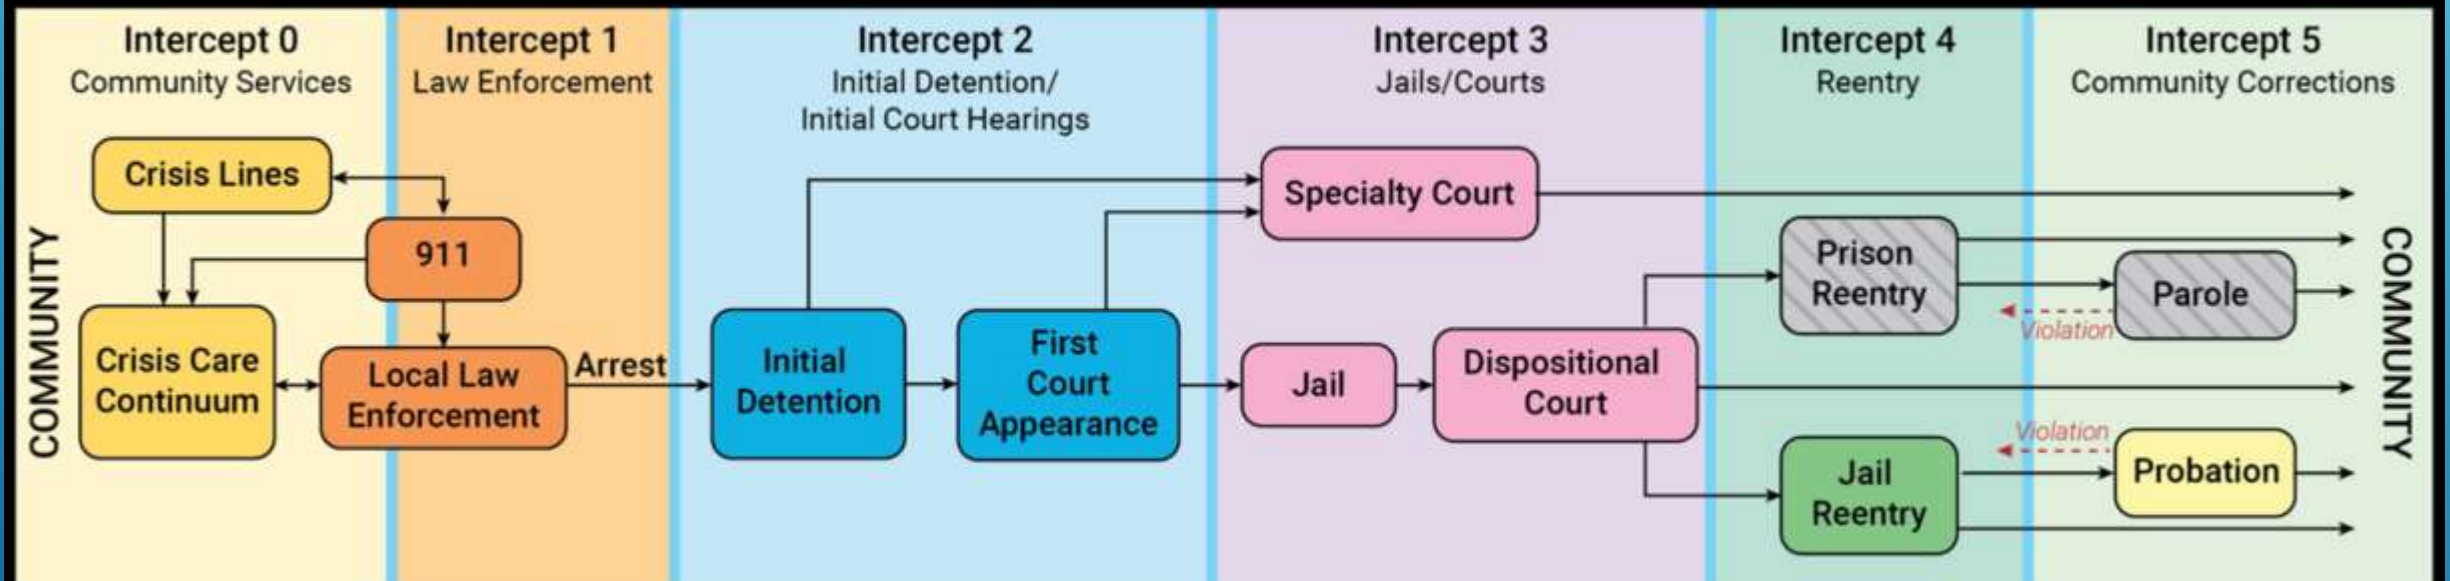 Intercept 0
Community Services
Intercept 1
Law Enforcement
Intercept 2
Initial Detention/
Initial Court Hearings
Intercept 3
Jails/Courts
Intercept 4
Reentry
Intercept 5
Community Corrections
COMMUNITY
Crisis Lines
911
Crisis Care
Continuum
Local Law
Enforcement
Arrest
Initial
Detention
First
Court
Appearance
Specialty Court
Jail
Dispositional
Court
Prison
Reentry
Parole
Violation
Jail
Reentry
Violation
Probation
COMMUNITY